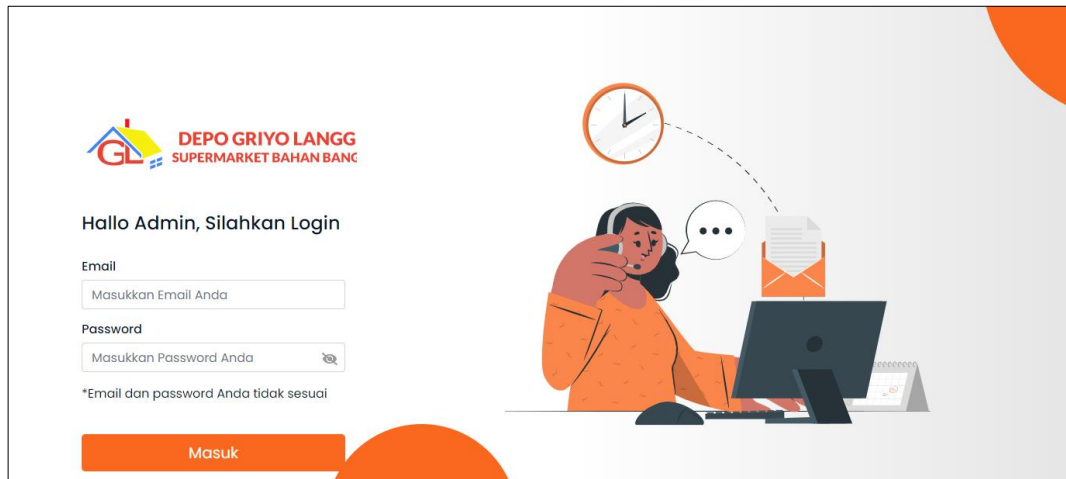 DEPO GRIYO LANGG
SUPERMARKET BAHAN BANG
GL
Hallo Admin, Silahkan Login
Email
Masukkan Email Anda
Password
Masukkan Password Anda
*Email dan password Anda tidak sesuai
Masuk